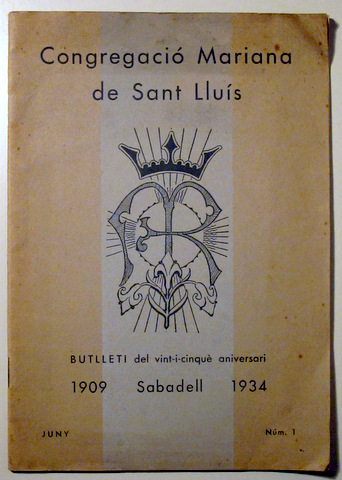 Congregació Mariana
de Sant Lluís
BUTLLETI del vint-i-cinquè aniversari
1909 Sabadell 1934
JUNY Núm. 1